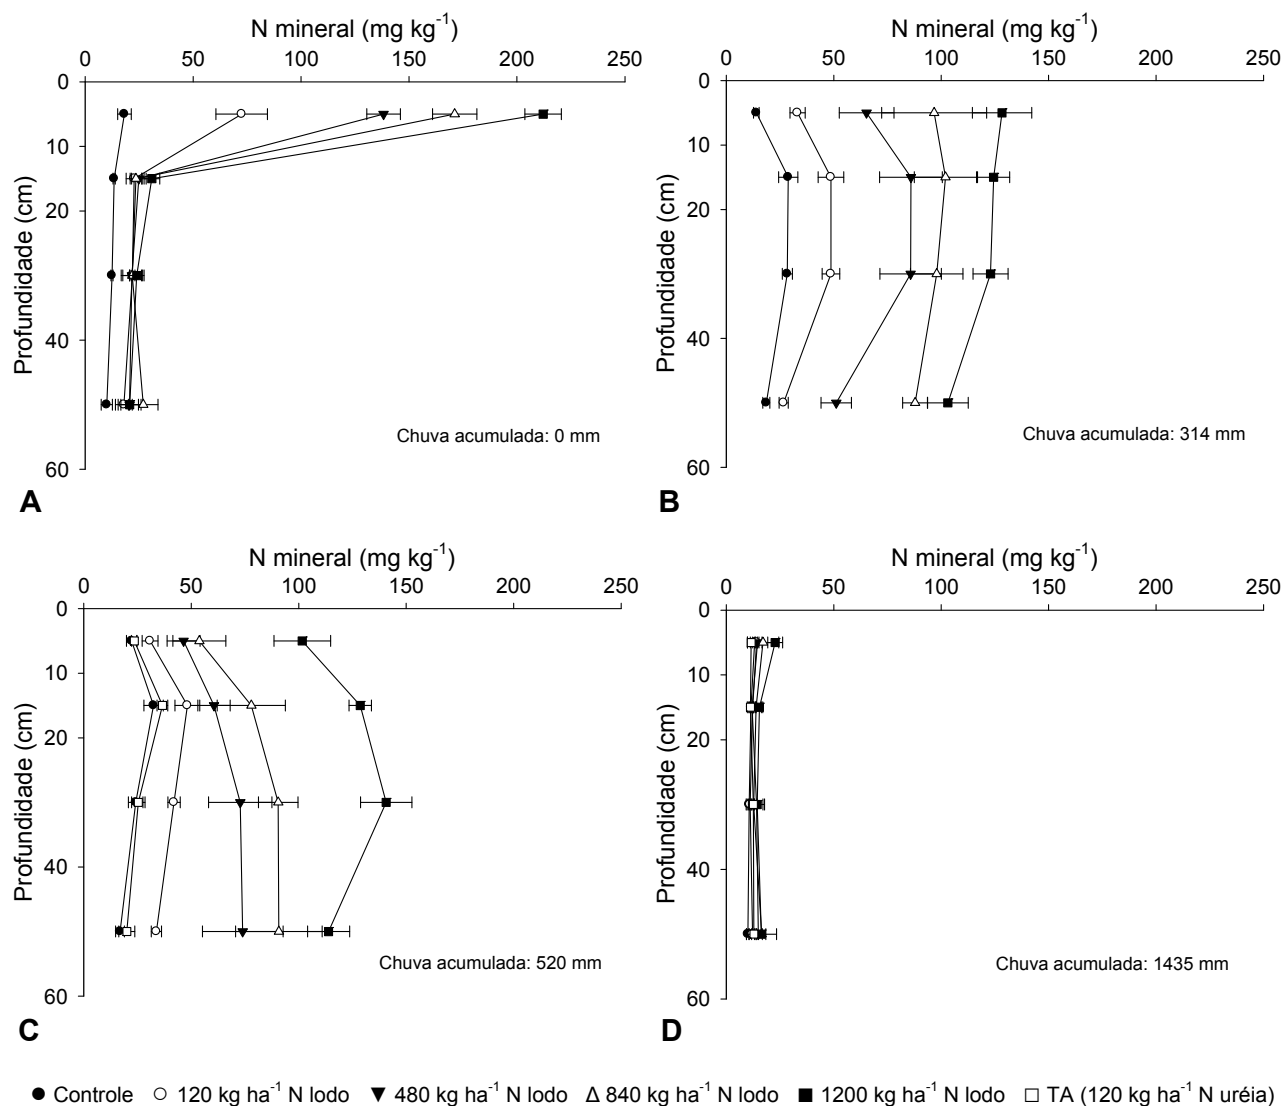 N mineral (mg kg⁻¹)
0 50 100 150 200 250
0
10
20
40
60
Profundidade (cm)
Chuva acumulada: 0 mm
A
N mineral (mg kg⁻¹)
0 50 100 150 200 250
0
10
20
40
60
Profundidade (cm)
Chuva acumulada: 314 mm
B
N mineral (mg kg⁻¹)
0 50 100 150 200 250
0
10
20
40
60
Profundidade (cm)
Chuva acumulada: 520 mm
C
N mineral (mg kg⁻¹)
0 50 100 150 200 250
0
10
20
40
60
Profundidade (cm)
Chuva acumulada: 1435 mm
D
Controle 120 kg ha⁻¹ N lodo 480 kg ha⁻¹ N lodo 840 kg ha⁻¹ N lodo 1200 kg ha⁻¹ N lodo TA (120 kg ha⁻¹ N uréia)